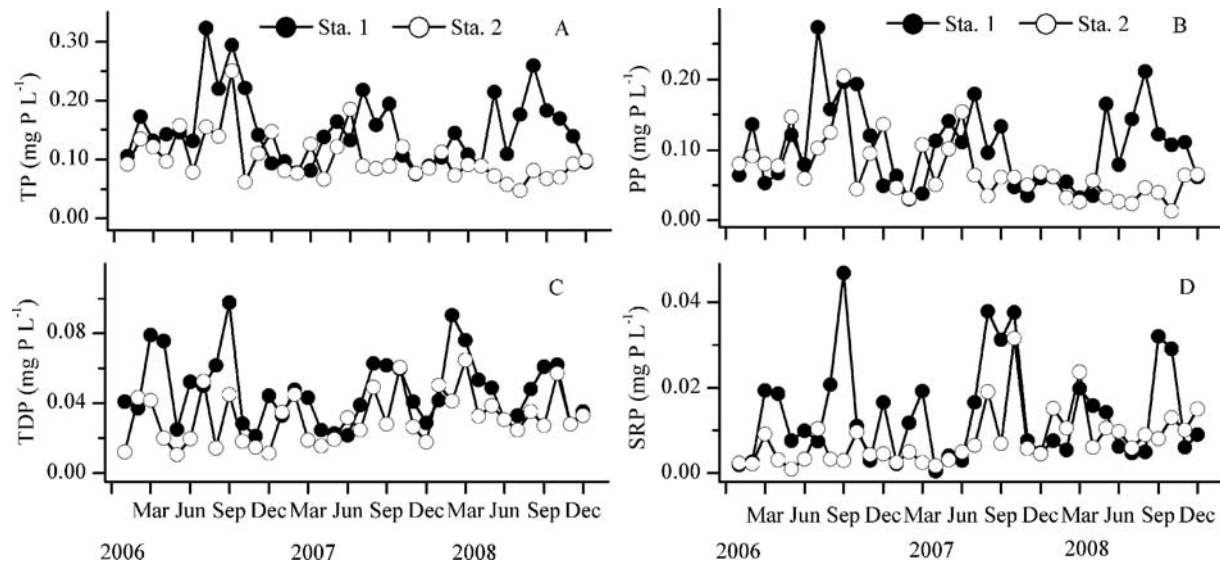 Sta. 1 Sta. 2 A
0.30
0.20
0.10
0.00
TP (mg P L-1)
Sta. 1 Sta. 2 B
0.20
0.10
0.00
PP (mg P L-1)
C
0.08
0.04
0.00
TDP (mg P L-1)
Mar Jun Sep Dec Mar Jun Sep Dec Mar Jun Sep Dec
2006 2007 2008
D
0.04
0.02
0.00
SRP (mg P L-1)
Mar Jun Sep Dec Mar Jun Sep Dec Mar Jun Sep Dec
2006 2007 2008